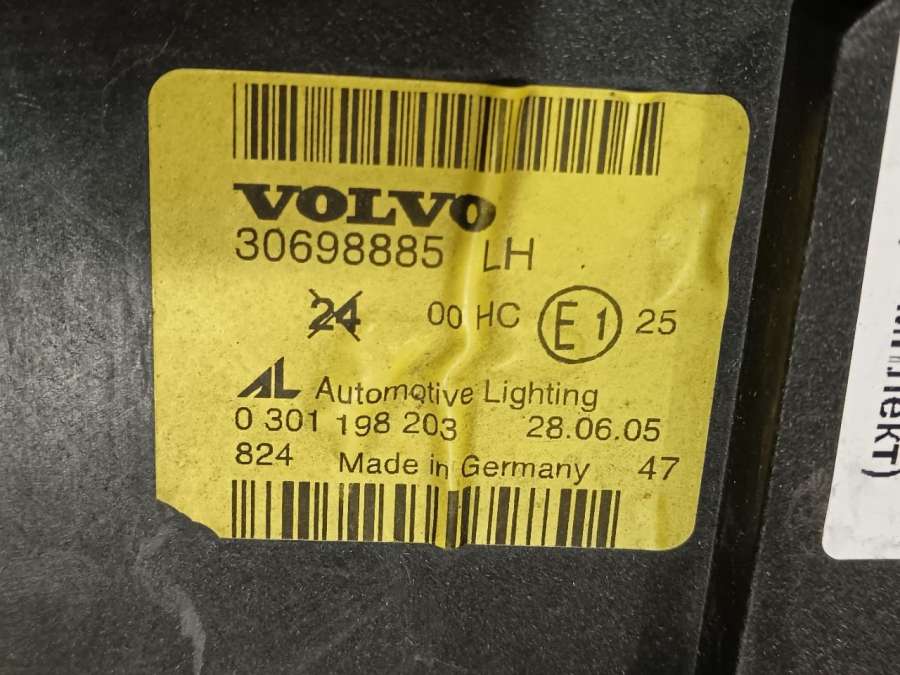 VOLVO
30698885 LH
24 00 HC E1 25
AL Automotive Lighting
0 301 198 203 28.06.05
824 Made in Germany 47